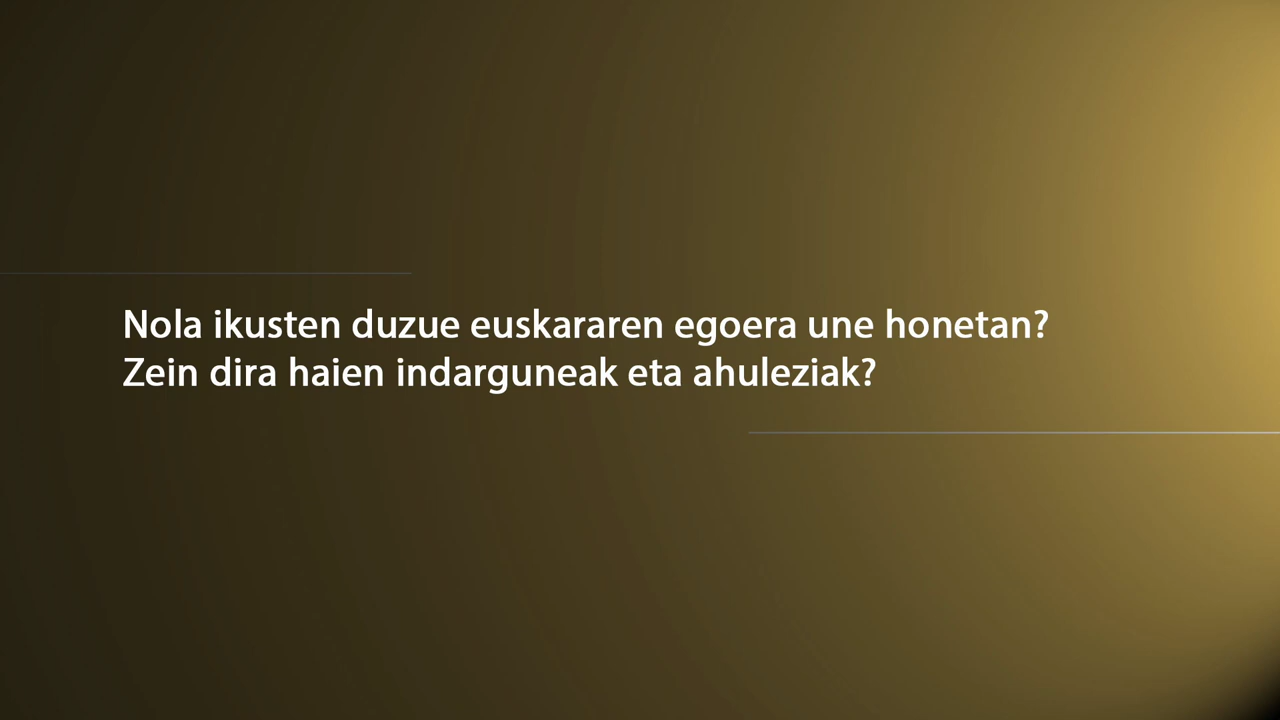 Nola ikusten duzue euskararen egoera une honetan?
Zein dira haien indarguneak eta ahuleziak?